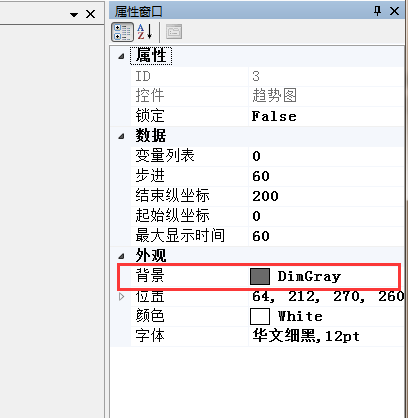 属性窗口
属性
ID 3
控件 趋势图
锁定 False
数据
变量列表 0
步进 60
结束纵坐标 200
起始纵坐标 0
最大显示时间 60
外观
背景 DimGray
位置 64, 212, 270, 260
颜色 White
字体 华文细黑,12pt